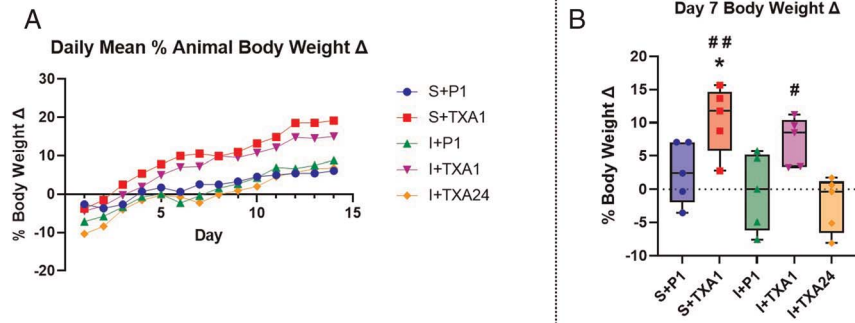 A
Daily Mean % Animal Body Weight Δ
30
20
10
0
-10
-20
% Body Weight Δ
5
10
15
Day
S+P1
S+TXA1
I+P1
I+TXA1
I+TXA24
B
Day 7 Body Weight Δ
20
15
10
5
0
-5
-10
% Body Weight Δ
##
*
#
S+P1
S+TXA1
I+P1
I+TXA1
I+TXA24